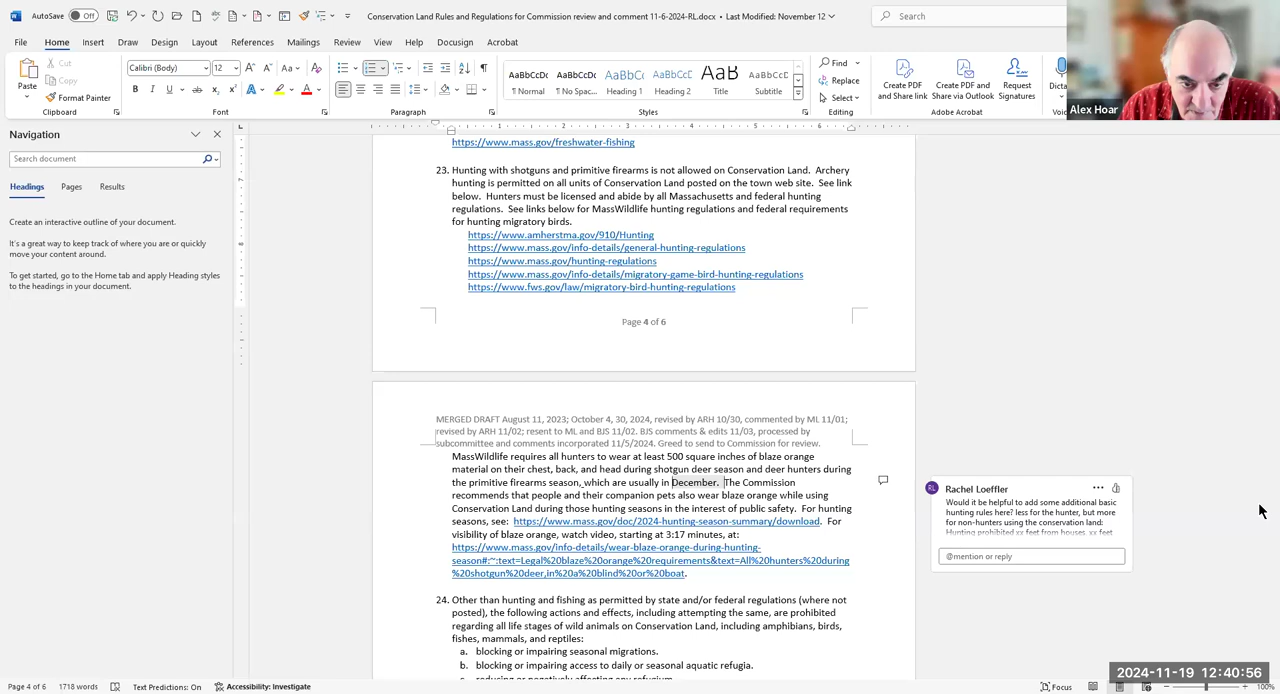 AutoSave Off
Conservation Land Rules and Regulations for Commission review and comment 11-6-2024-RL.docx • Last Modified: November 12
Search
File Home Insert Draw Design Layout References Mailings Review View Help Docusign Acrobat
Paste
Cut
Copy
Format Painter
Clipboard
Calibri (Body) 12
Font
Paragraph
AaBbCcDc AaBbCcDc AaBbCc AaBbCcD AaB AaBbCcD
¶ Normal ¶ No Spac... Heading 1 Heading 2 Title Subtitle
Styles
Find
Replace
Select
Editing
Create PDF and Share link
Create PDF and Share via Outlook
Request Signatures
Adobe Acrobat
Dicta
Voi
Alex Hoar
Navigation
Search document
Headings Pages Results
Create an interactive outline of your document.
It's a great way to keep track of where you are or quickly
move your content around.
To get started, go to the Home tab and apply Heading styles
to the headings in your document.
https://www.mass.gov/freshwater-fishing
23. Hunting with shotguns and primitive firearms is not allowed on Conservation Land. Archery
hunting is permitted on all units of Conservation Land posted on the town web site. See link
below. Hunters must be licensed and abide by all Massachusetts and federal hunting
regulations. See links below for MassWildlife hunting regulations and federal requirements
for hunting migratory birds.
https://www.amherstma.gov/910/Hunting
https://www.mass.gov/info-details/general-hunting-regulations
https://www.mass.gov/hunting-regulations
https://www.mass.gov/info-details/migratory-game-bird-hunting-regulations
https://www.fws.gov/law/migratory-bird-hunting-regulations
Page 4 of 6
MERGED DRAFT August 11, 2023; October 4, 30, 2024, revised by ARH 10/30, commented by ML 11/01;
revised by ARH 11/02; resent to ML and BJS 11/02. BJS comments & edits 11/03, processed by
subcommittee and comments incorporated 11/5/2024. Greed to send to Commission for review.
MassWildlife requires all hunters to wear at least 500 square inches of blaze orange
material on their chest, back, and head during shotgun deer season and deer hunters during
the primitive firearms season, which are usually in December. The Commission
recommends that people and their companion pets also wear blaze orange while using
Conservation Land during those hunting seasons in the interest of public safety. For hunting
seasons, see: https://www.mass.gov/doc/2024-hunting-season-summary/download. For
visibility of blaze orange, watch video, starting at 3:17 minutes, at:
https://www.mass.gov/info-details/wear-blaze-orange-during-hunting-
season#:~:text=Legal%20blaze%20orange%20requirements&text=All%20hunters%20during
%20shotgun%20deer,in%20a%20blind%20or%20boat.
24. Other than hunting and fishing as permitted by state and/or federal regulations (where not
posted), the following actions and effects, including attempting the same, are prohibited
regarding all life stages of wild animals on Conservation Land, including amphibians, birds,
fishes, mammals, and reptiles:
a. blocking or impairing seasonal migrations.
b. blocking or impairing access to daily or seasonal aquatic refugia.
c. reducing or negatively affecting any refugium
RL Rachel Loeffler
Would it be helpful to add some additional basic
hunting rules here? less for the hunter, but more
for non-hunters using the conservation land:
Hunting prohibited xx feet from houses, xx feet
@mention or reply
2024-11-19 12:40:56
Page 4 of 6 1718 words Text Predictions: On Accessibility: Investigate
Focus
100%